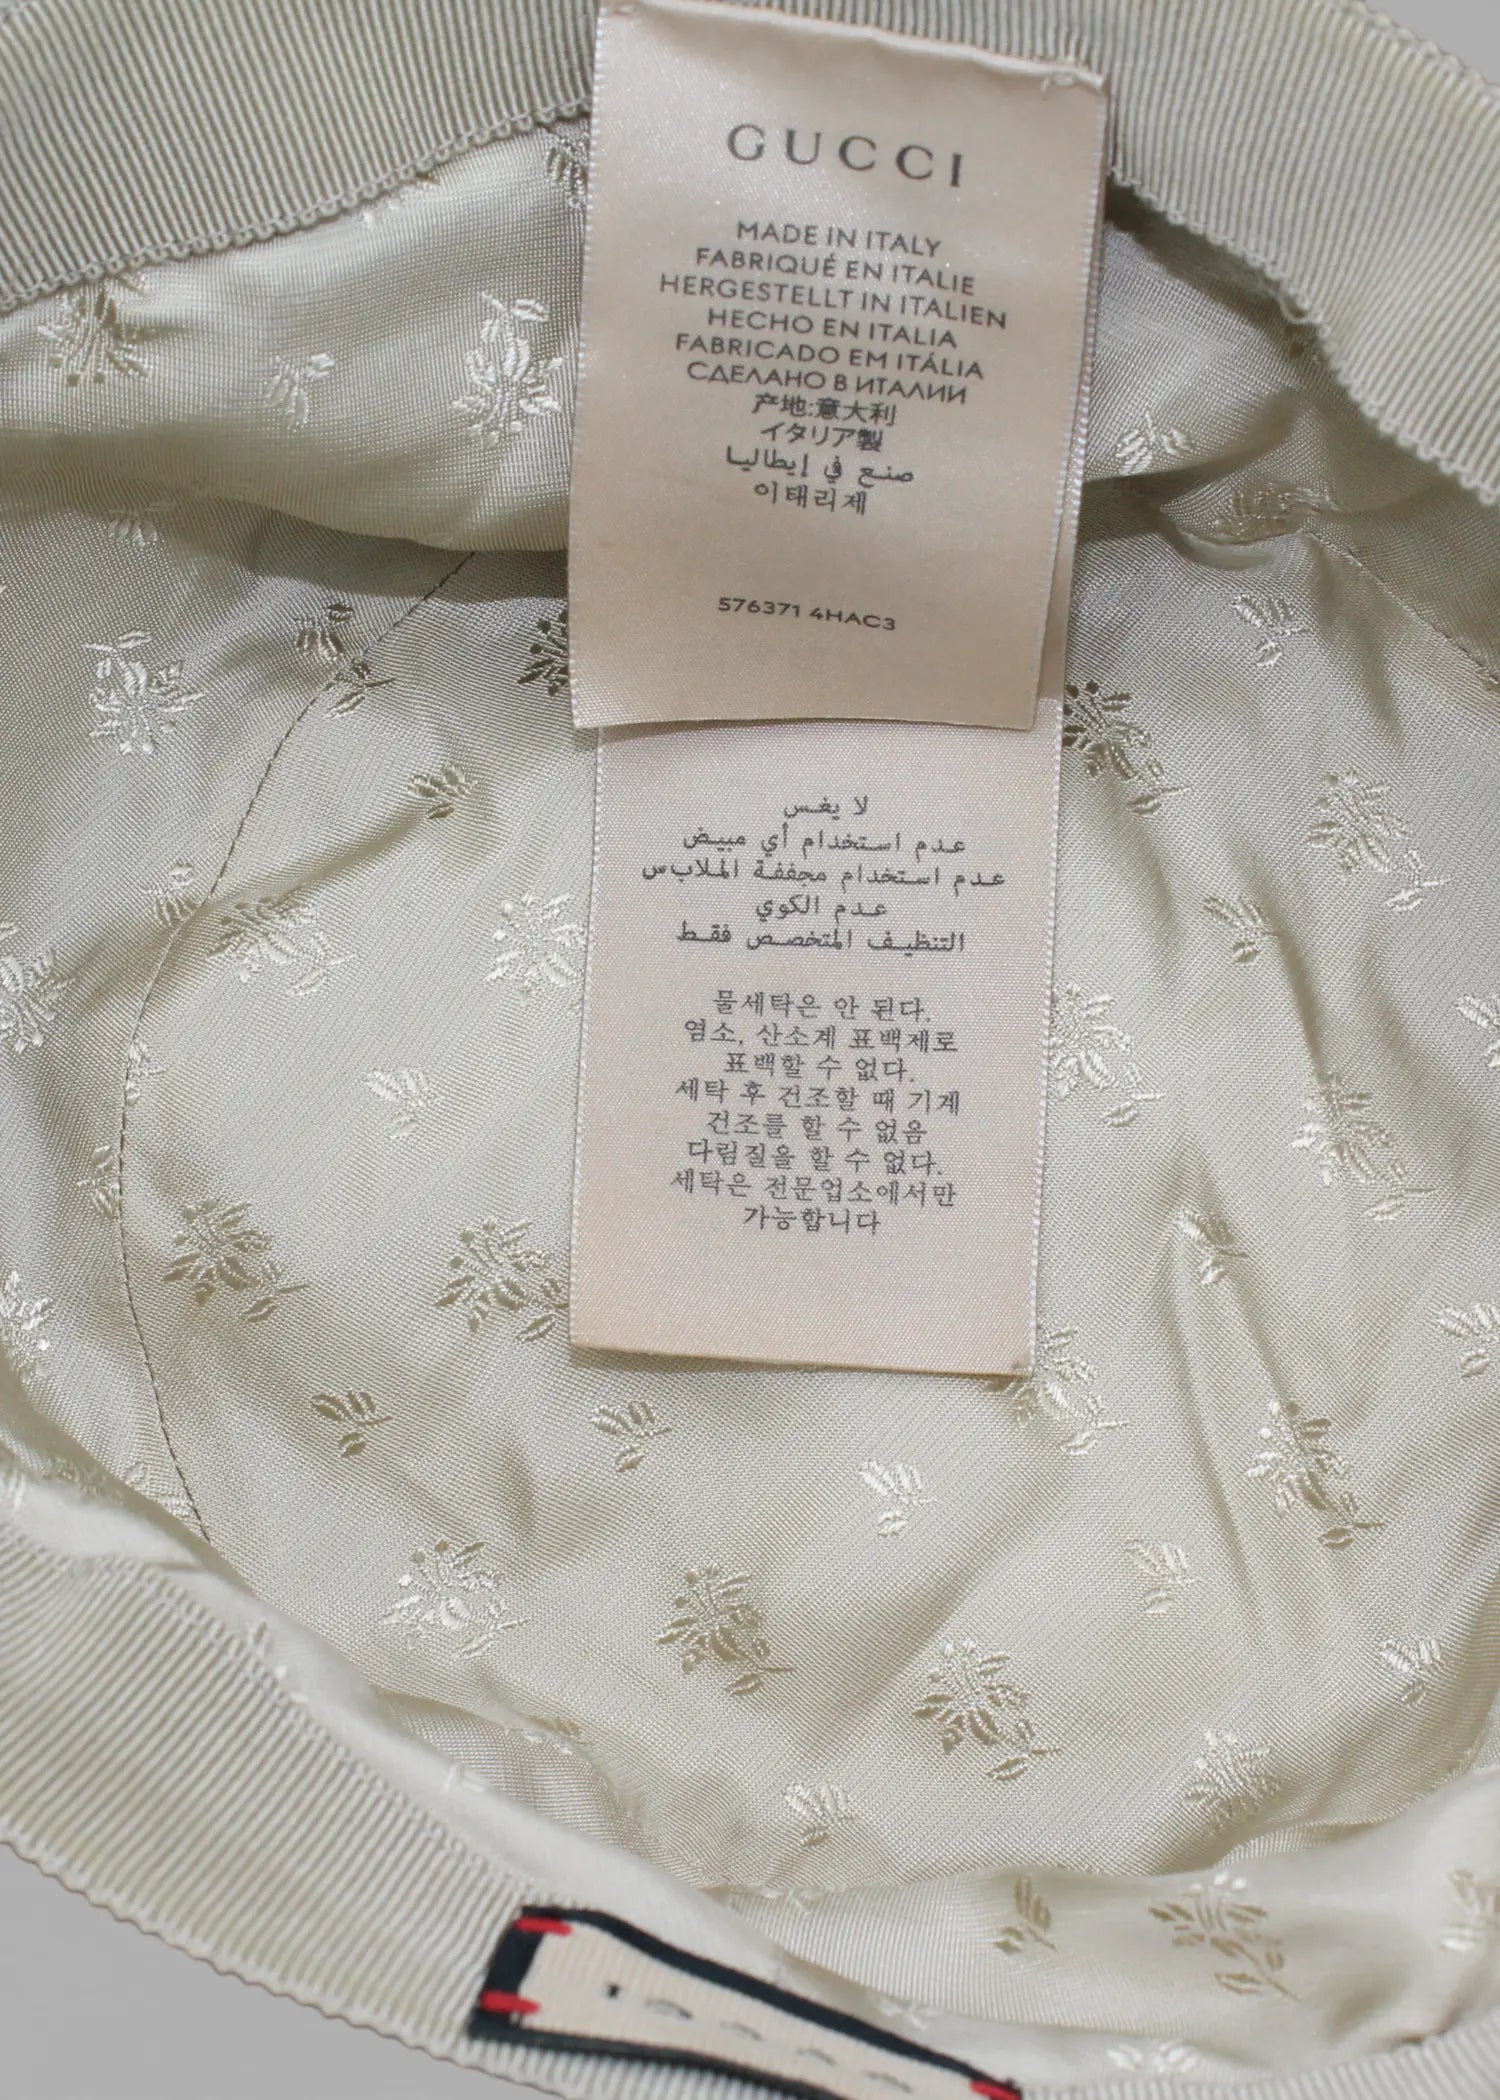 GUCCI
MADE IN ITALY
FABRIQUÉ EN ITALIE
HERGESTELLT IN ITALIEN
HECHO EN ITALIA
FABRICADO EM ITÁLIA
СДЕЛАНО В ИТАЛИИ
产地:意大利
イタリア製
صنع في إيطاليا
이태리제
576371 4HAC3
لا يغسـس
عدم استخدام أي مبيض
عدم استخدام مجففة الملابس
عدم الكوي
التنظيف المتخصص فقط
물세탁은 안 된다.
염소, 산소계 표백제로
표백할 수 없다.
세탁 후 건조할 때 기계
건조를 할 수 없음
다림질을 할 수 없다.
세탁은 전문업소에서만
가능합니다